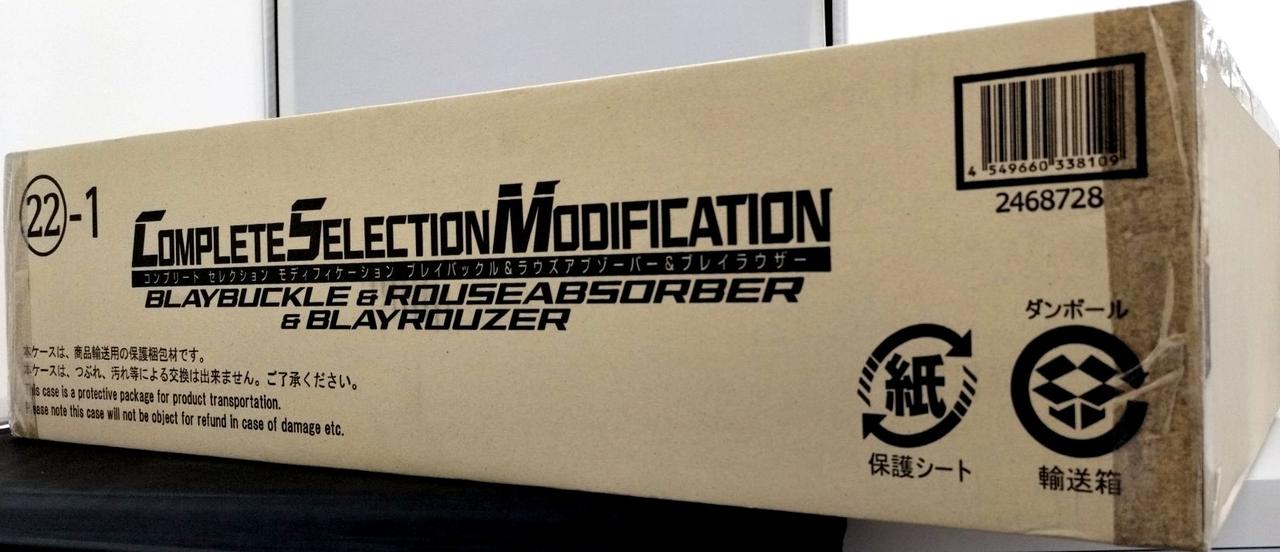 22-1
COMPLETE SELECTION MODIFICATION
コンプリート セレクション モディフィケーション ブレイバックル&ラウズアブゾーバー&ブレイラウザー
BLAYBUCKLE & ROUSEABSORBER
& BLAYROUZER
本ケースは、商品輸送用の保護梱包材です。
本ケースは、つぶれ、汚れ等による交換は出来ません。ご了承ください。
This case is a protective package for product transportation.
Please note this case will not be object for refund in case of damage etc.
4 549660 338109
2468728
紙
保護シート
ダンボール
輸送箱